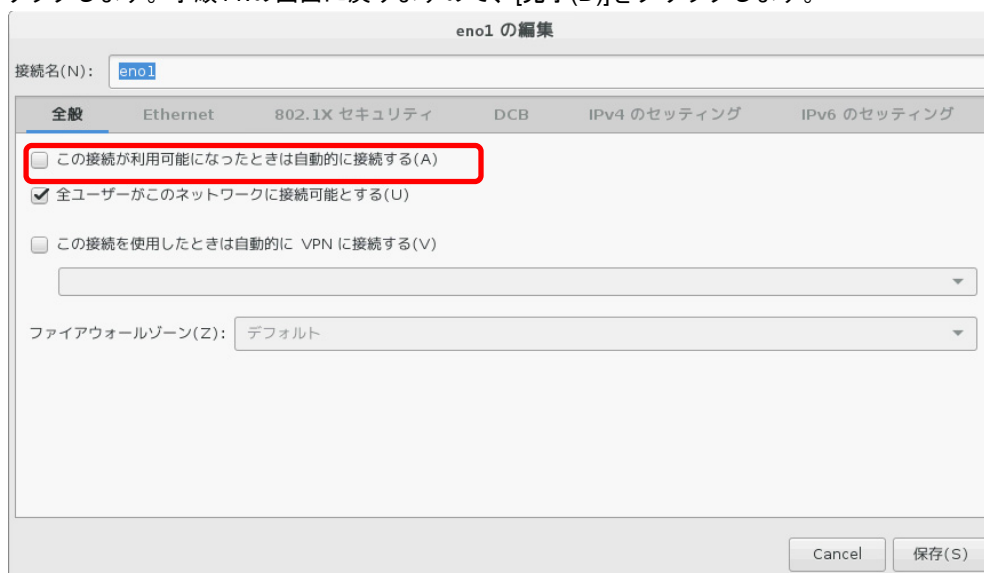 eno1 の編集
接続名(N): eno1
全般 Ethernet 802.1X セキュリティ DCB IPv4 のセッティング IPv6 のセッティング
この接続が利用可能になったときは自動的に接続する(A)
全ユーザーがこのネットワークに接続可能とする(U)
この接続を使用したときは自動的に VPN に接続する(V)
ファイアウォールゾーン(Z): デフォルト
Cancel 保存(S)